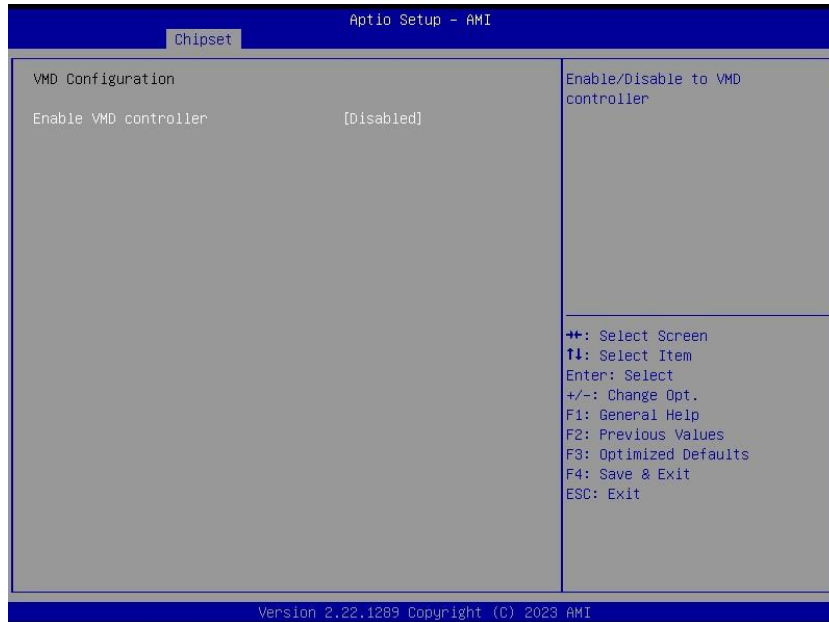 Aptio Setup – AMI
Chipset
VMD Configuration
Enable VMD controller [Disabled]
Enable/Disable to VMD
controller
→←: Select Screen
↑↓: Select Item
Enter: Select
+/-: Change Opt.
F1: General Help
F2: Previous Values
F3: Optimized Defaults
F4: Save & Exit
ESC: Exit
Version 2.22.1289 Copyright (C) 2023 AMI